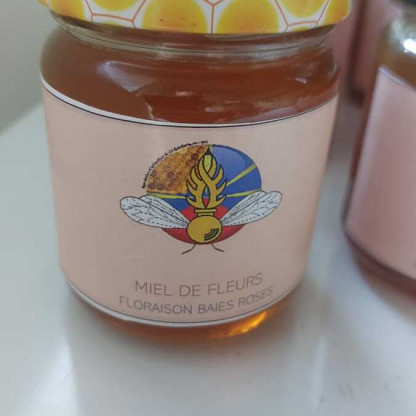 MIEL DE FLEURS
FLORAISON BAIES ROSES